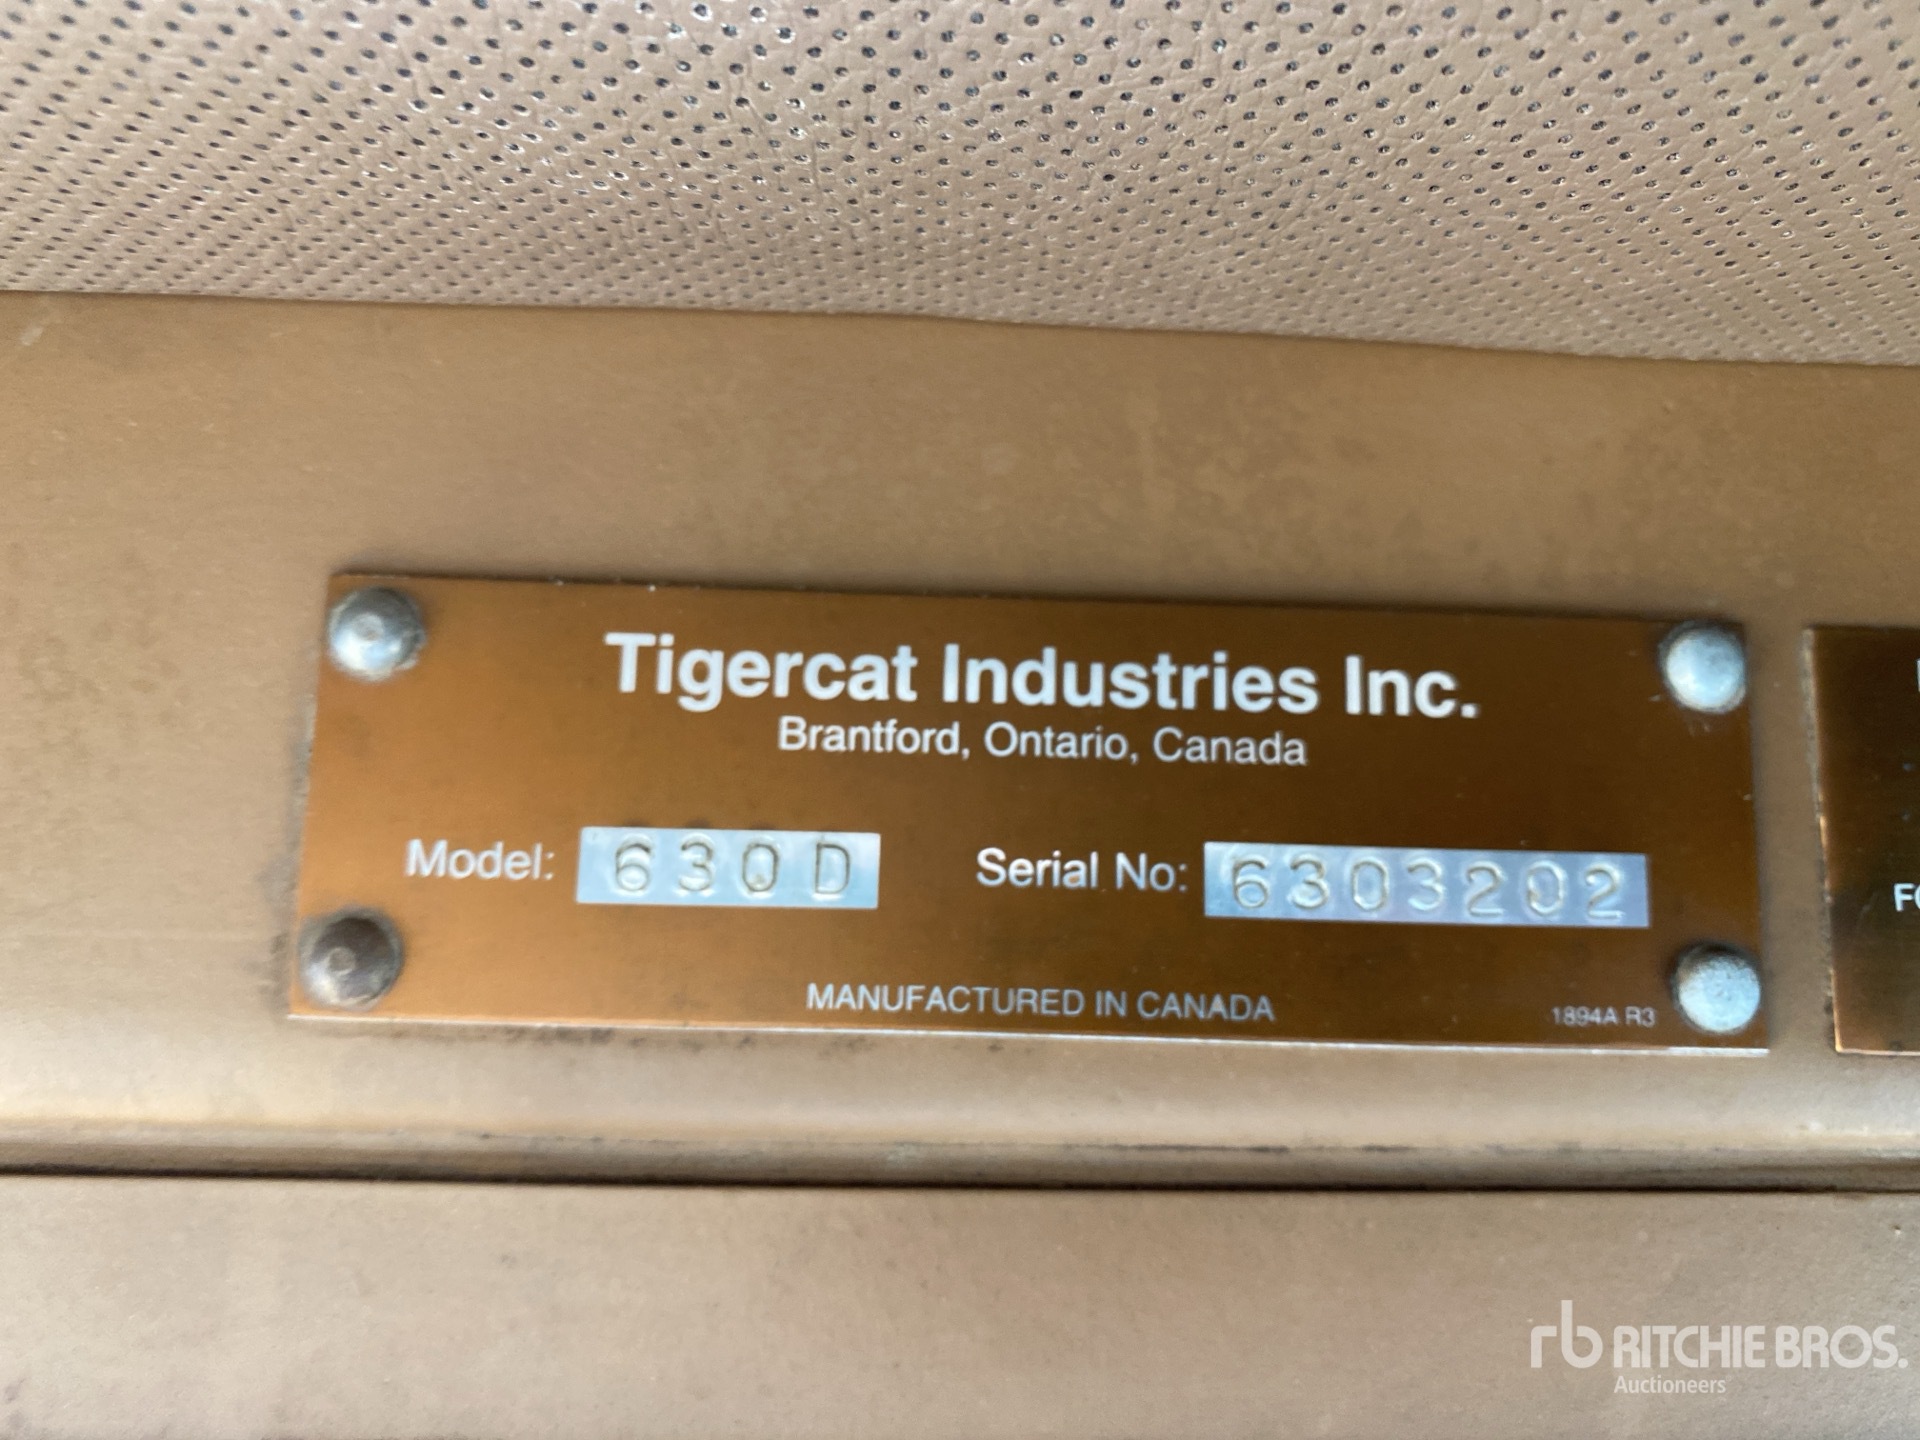 Tigercat Industries Inc.
Brantford, Ontario, Canada
Model: 630D Serial No: 6303202
MANUFACTURED IN CANADA 1894A R3
rb RITCHIE BROS.
Auctioneers